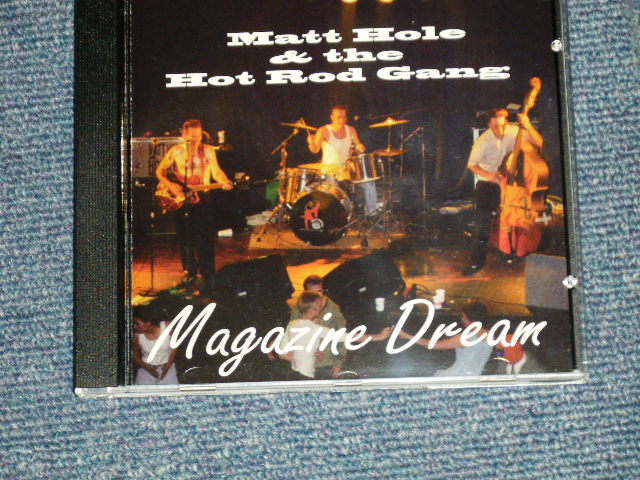 Matt Hole
& the
Hot Rod Gang
Magazine Dream